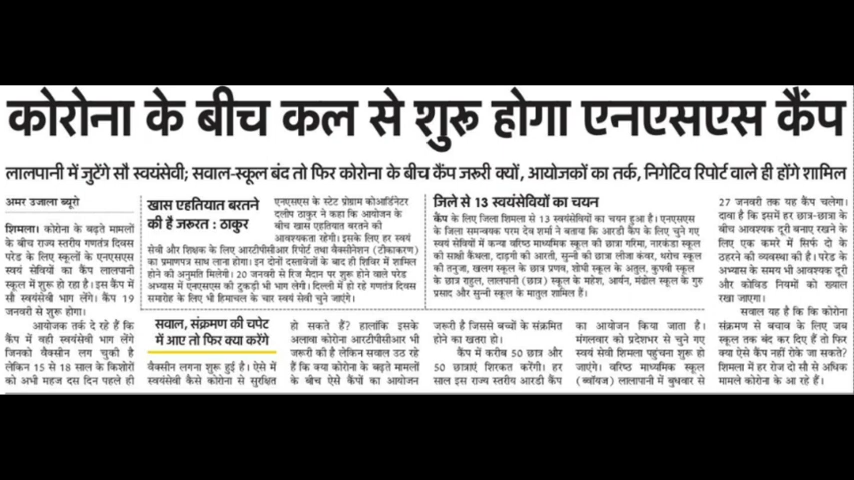 कोरोना के बीच कल से शुरू होगा एनएसएस कैंप
लालपानी में जुटेंगे सौ स्वयंसेवी; सवाल-स्कूल बंद तो फिर कोरोना के बीच कैंप जरूरी क्यों, आयोजकों का तर्क, निगेटिव रिपोर्ट वाले ही होंगे शामिल
अमर उजाला ब्यूरो
शिमला। कोरोना के बढ़ते मामलों
के बीच राज्य स्तरीय गणतंत्र दिवस
परेड के लिए स्कूलों के एनएसएस
स्वयं सेवियों का कैंप लालपानी
स्कूल में शुरू हो रहा है। इस कैंप में
सौ स्वयंसेवी भाग लेंगे। कैंप 19
जनवरी से शुरू होगा।
आयोजक तर्क दे रहे हैं कि
कैंप में वही स्वयंसेवी भाग लेंगे
जिनको वैक्सीन लग चुकी है
लेकिन 15 से 18 साल के किशोरों
को अभी महज दस दिन पहले ही
खास एहतियात बरतने
की है जरूरत : ठाकुर
एनएसएस के स्टेट प्रोग्राम कोऑर्डिनेटर
दलीप ठाकुर ने कहा कि आयोजन के
बीच खास एहतियात बरतने की
आवश्यकता रहेगी। इसके लिए हर स्वयं
सेवी और शिक्षक के लिए आरटीपीसीआर रिपोर्ट तथा वैक्सीनेशन (टीकाकरण)
का प्रमाणपत्र साथ लाना होगा। इन दोनों दस्तावेजों के बाद ही शिविर में शामिल
होने की अनुमति मिलेगी। 20 जनवरी से रिज मैदान पर शुरू होने वाले परेड
अभ्यास में एनएसएस की टुकड़ी भी भाग लेगी। दिल्ली में हो रहे गणतंत्र दिवस
समारोह के लिए भी हिमाचल के चार स्वयं सेवी चुने जाएंगे।
सवाल, संक्रमण की चपेट
में आए तो फिर क्या करेंगे
वैक्सीन लगना शुरू हुई है। ऐसे में
स्वयंसेवी कैसे कोरोना से सुरक्षित
हो सकते हैं? हालांकि इसके
अलावा कोरोना आरटीपीसीआर भी
जरूरी की है लेकिन सवाल उठ रहे
हैं कि क्या कोरोना के बढ़ते मामलों
के बीच ऐसे कैंपों का आयोजन
जिले से 13 स्वयंसेवियों का चयन
कैंप के लिए जिला शिमला से 13 स्वयंसेवियों का चयन हुआ है। एनएसएस
के जिला समन्वयक परम देव शर्मा ने बताया कि आरडी कैंप के लिए चुने गए
स्वयं सेवियों में कन्या वरिष्ठ माध्यमिक स्कूल की छात्रा गरिमा, नारकंडा स्कूल
की साक्षी कैंथला, दाड़गी की आरती, सुन्नी की छात्रा लीजा कंवर, धरोच स्कूल
की तनुजा, खलग स्कूल के छात्र प्रणव, शोघी स्कूल के अतुल, कुपवी स्कूल
के छात्र राहुल, लालपानी (छात्र) स्कूल के महेश, आर्यन, मंढोल स्कूल के गुरु
प्रसाद और सुन्नी स्कूल के मातुल शामिल हैं।
जरूरी है जिससे बच्चों के संक्रमित
होने का खतरा हो।
कैंप में करीब 50 छात्र और
50 छात्राएं शिरकत करेंगी। हर
साल इस राज्य स्तरीय आरडी कैंप
का आयोजन किया जाता है।
मंगलवार को प्रदेशभर से चुने गए
स्वयं सेवी शिमला पहुंचना शुरू हो
जाएंगे। वरिष्ठ माध्यमिक स्कूल
(ब्वॉयज) लालपानी में बुधवार से
27 जनवरी तक यह कैंप चलेगा।
दावा है कि इसमें हर छात्र-छात्रा के
बीच आवश्यक दूरी बनाए रखने के
लिए एक कमरे में सिर्फ दो के
ठहरने की व्यवस्था की है। परेड के
अभ्यास के समय भी आवश्यक दूरी
और कोविड नियमों को ख्याल
रखा जाएगा।
सवाल यह है कि कि कोरोना
संक्रमण से बचाव के लिए जब
स्कूल तक बंद कर दिए हैं तो फिर
क्या ऐसे कैंप नहीं रोके जा सकते?
शिमला में हर रोज दो सौ से अधिक
मामले कोरोना के आ रहे हैं।